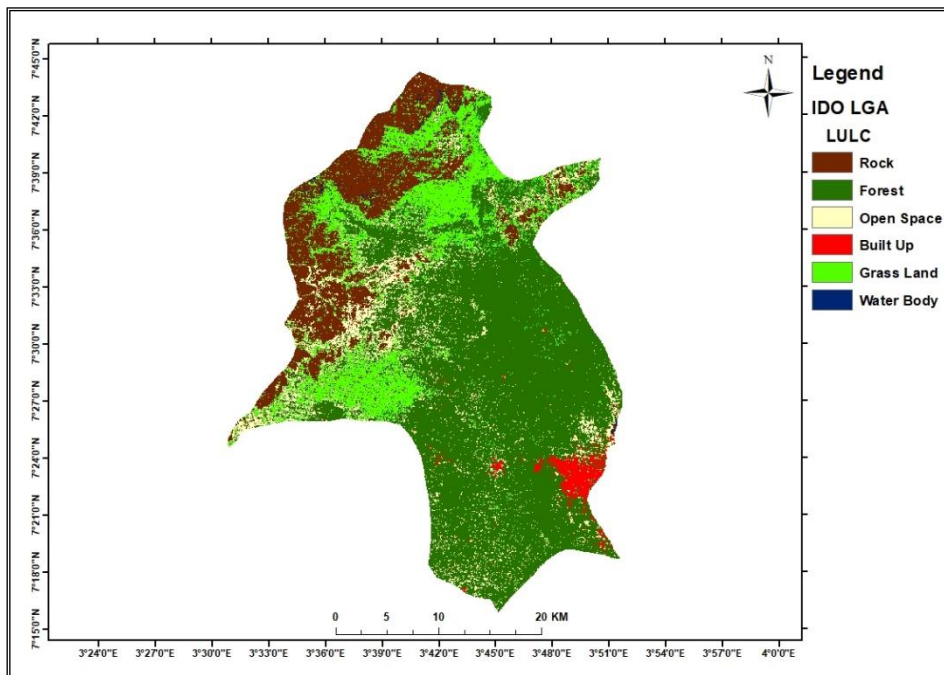 N
Legend
IDO LGA
LULC
Rock
Forest
Open Space
Built Up
Grass Land
Water Body
7°45'0"N
7°42'0"N
7°39'0"N
7°36'0"N
7°33'0"N
7°30'0"N
7°27'0"N
7°24'0"N
7°21'0"N
7°18'0"N
7°15'0"N
0 5 10 20 KM
3°24'0"E 3°27'0"E 3°30'0"E 3°33'0"E 3°36'0"E 3°39'0"E 3°42'0"E 3°45'0"E 3°48'0"E 3°51'0"E 3°54'0"E 3°57'0"E 4°0'0"E